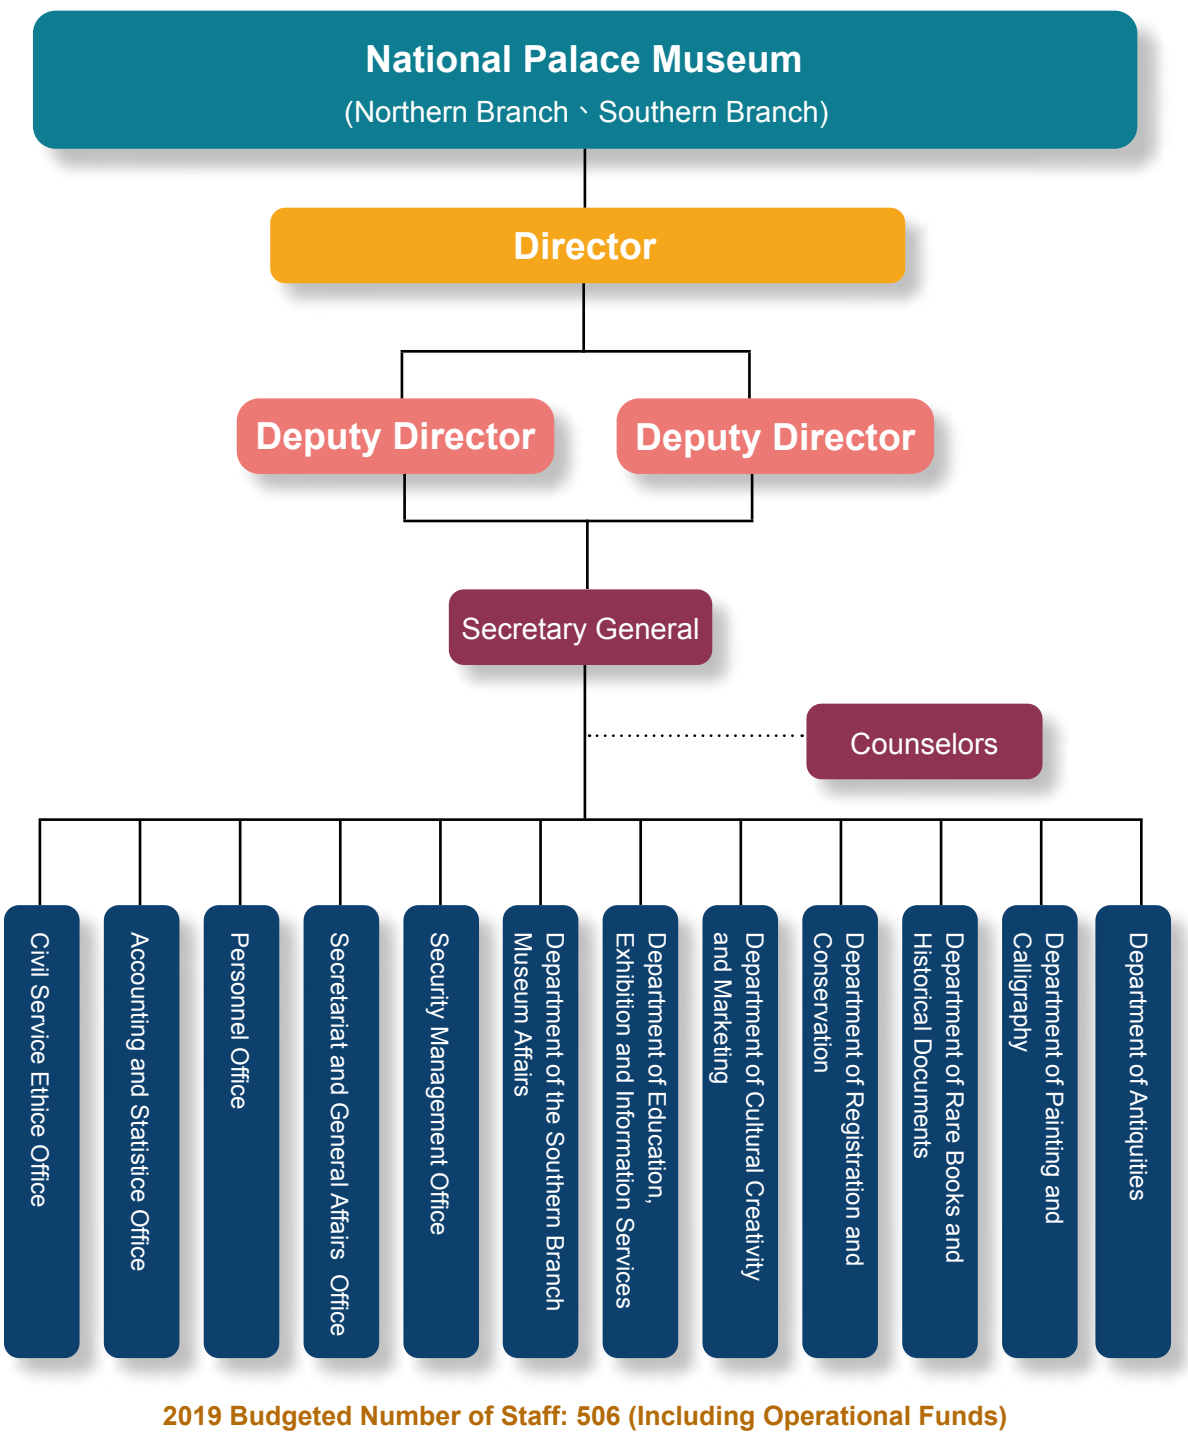 National Palace Museum
(Northern Branch、Southern Branch)
Director
Deputy Director
Deputy Director
Secretary General
Counselors
Civil Service Ethice Office
Accounting and Statistice Office
Personnel Office
Secretariat and General Affairs Office
Security Management Office
Department of the Southern Branch
Museum Affairs
Department of Education,
Exhibition and Information Services
Department of Cultural Creativity
and Marketing
Department of Registration and
Conservation
Department of Rare Books and
Historical Documents
Department of Painting and
Calligraphy
Department of Antiquities
2019 Budgeted Number of Staff: 506 (Including Operational Funds)